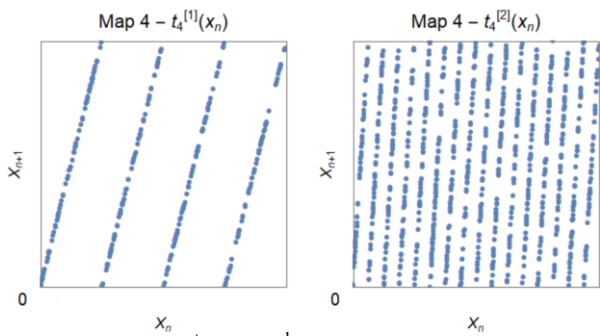 Map 4 – t₄^[1](xₙ)
Map 4 – t₄^[2](xₙ)
Xₙ₊₁
Xₙ₊₁
0
0
Xₙ
Xₙ